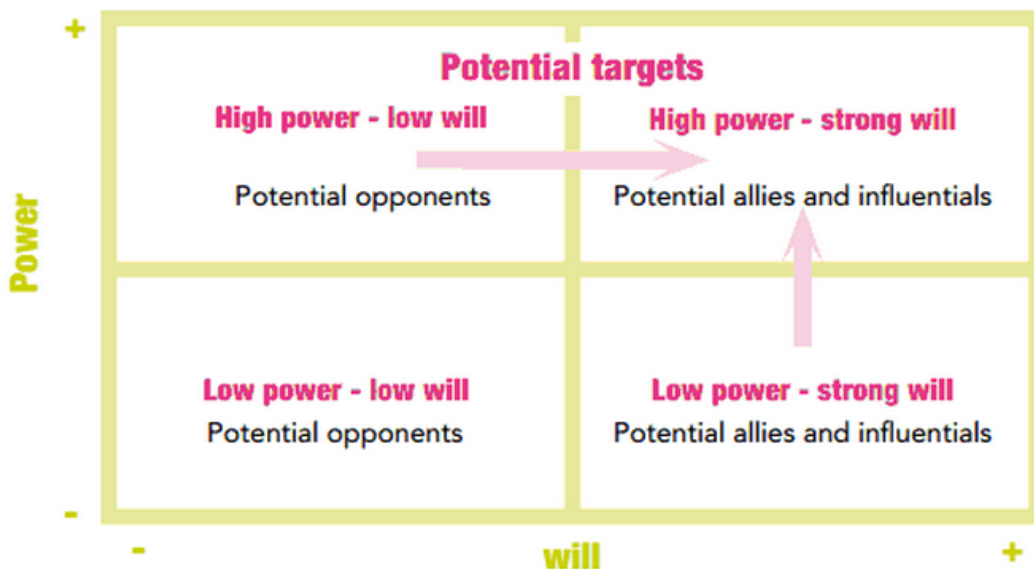 +
Potential targets
High power - low will
High power - strong will
Potential opponents
Potential allies and influentials
Power
Low power - low will
Low power - strong will
Potential opponents
Potential allies and influentials
-
-
will
+